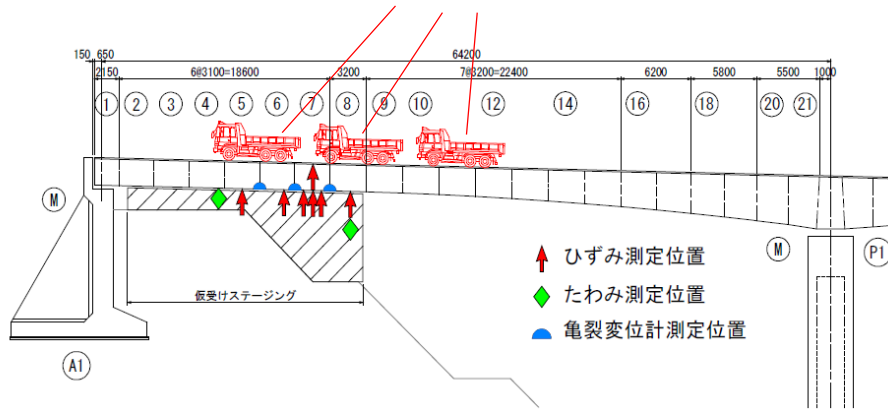 64200
150 650
2150 6@3100=18600 3200 7@3200=22400 6200 5800 5500 1000
① ② ③ ④ ⑤ ⑥ ⑦ ⑧ ⑨ ⑩ ⑫ ⑭ ⑯ ⑱ ⑳ ㉑
M
M
P1
ひずみ測定位置
たわみ測定位置
亀裂変位計測定位置
仮受けステージング
A1